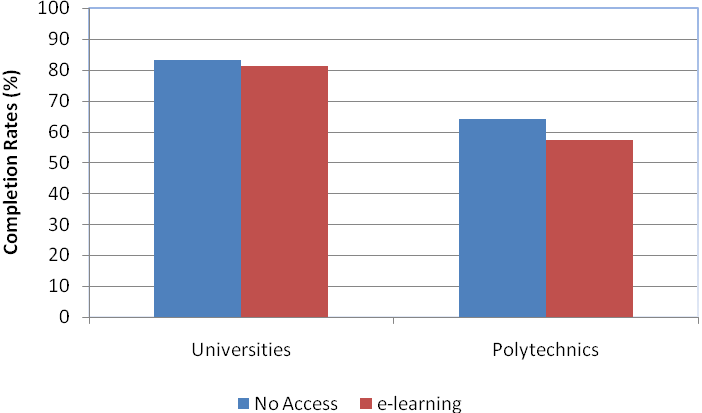 Completion Rates (%)
100
90
80
70
60
50
40
30
20
10
0
Universities
Polytechnics
No Access
e-learning